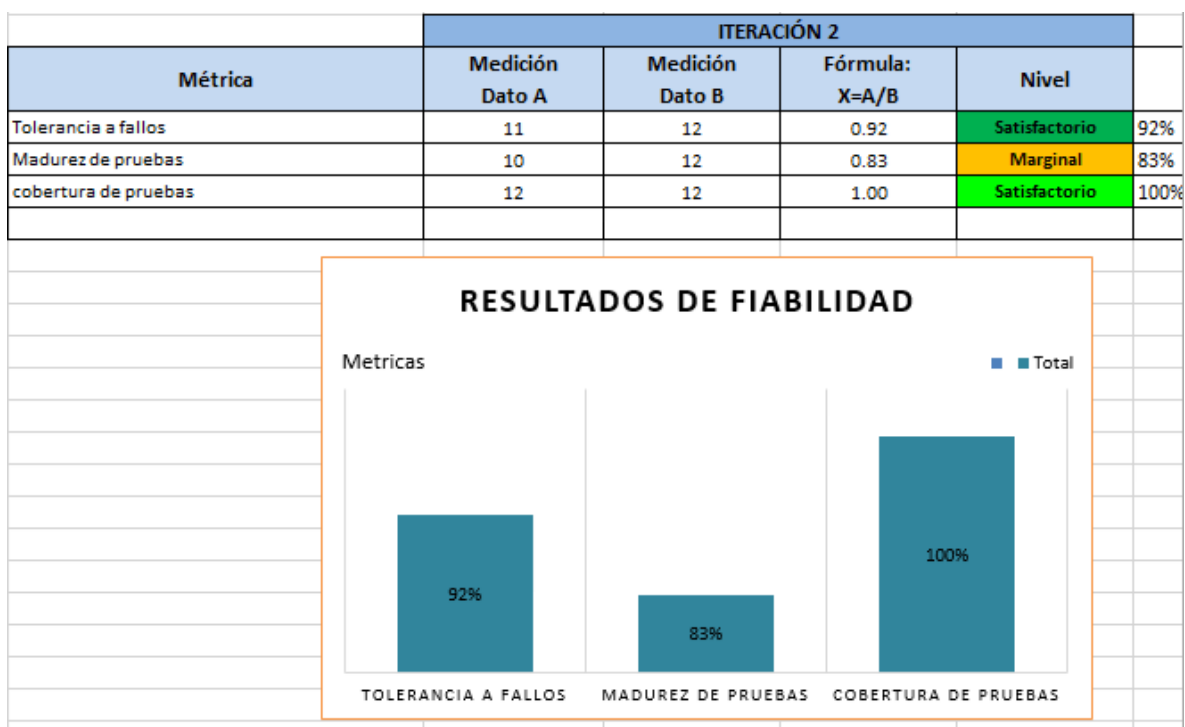 ITERACIÓN 2
Métrica
Medición Dato A
Medición Dato B
Fórmula: X=A/B
Nivel
Tolerancia a fallos 11 12 0.92 Satisfactorio 92%
Madurez de pruebas 10 12 0.83 Marginal 83%
cobertura de pruebas 12 12 1.00 Satisfactorio 100%
RESULTADOS DE FIABILIDAD
Metricas
Total
92%
83%
100%
TOLERANCIA A FALLOS
MADUREZ DE PRUEBAS
COBERTURA DE PRUEBAS